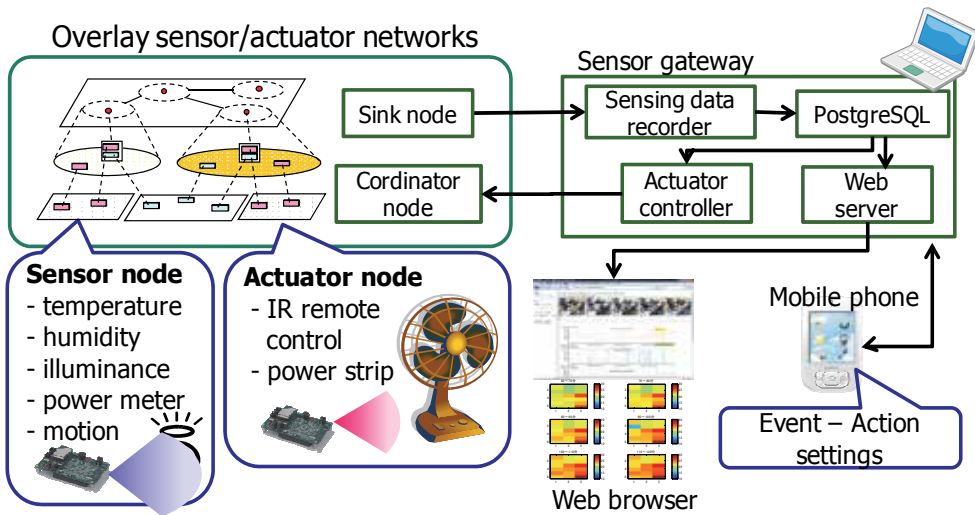 Overlay sensor/actuator networks
Sink node
Cordinator
node
Sensor gateway
Sensing data
recorder
PostgreSQL
Actuator
controller
Web
server
Sensor node
- temperature
- humidity
- illuminance
- power meter
- motion
Actuator node
- IR remote
control
- power strip
Web browser
Mobile phone
Event – Action
settings